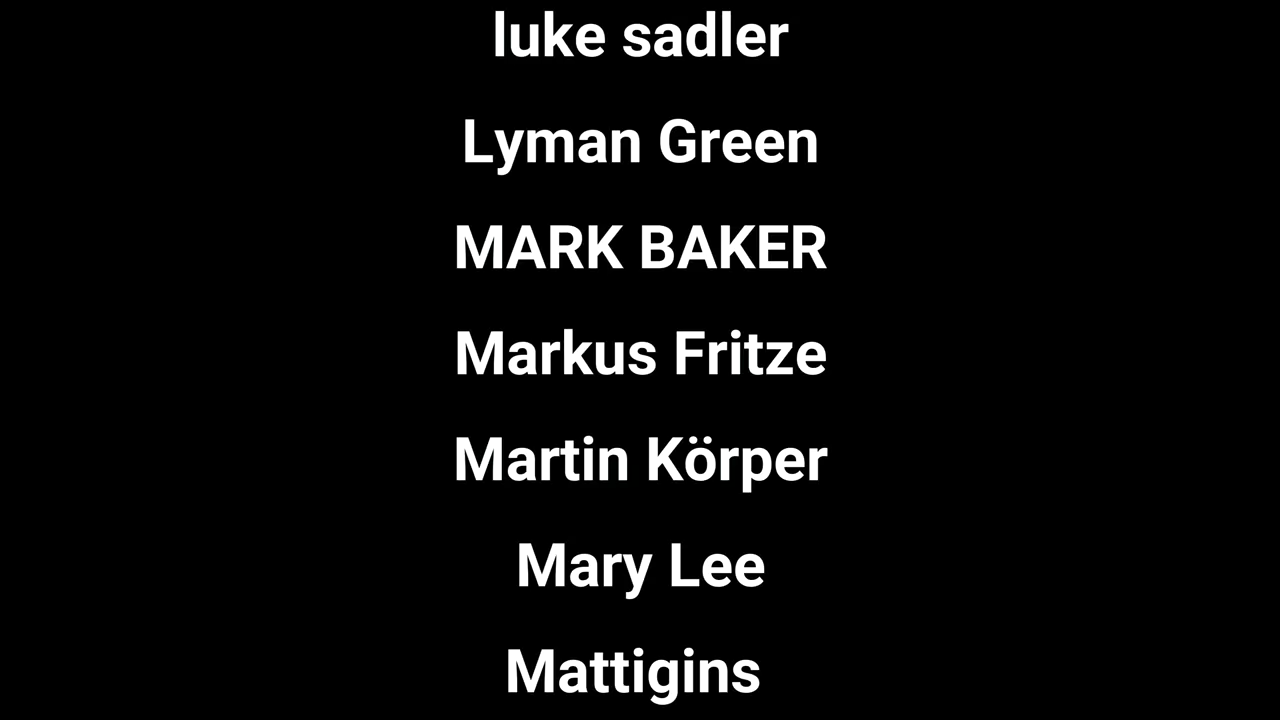 luke sadler
Lyman Green
MARK BAKER
Markus Fritze
Martin Körper
Mary Lee
Mattigins